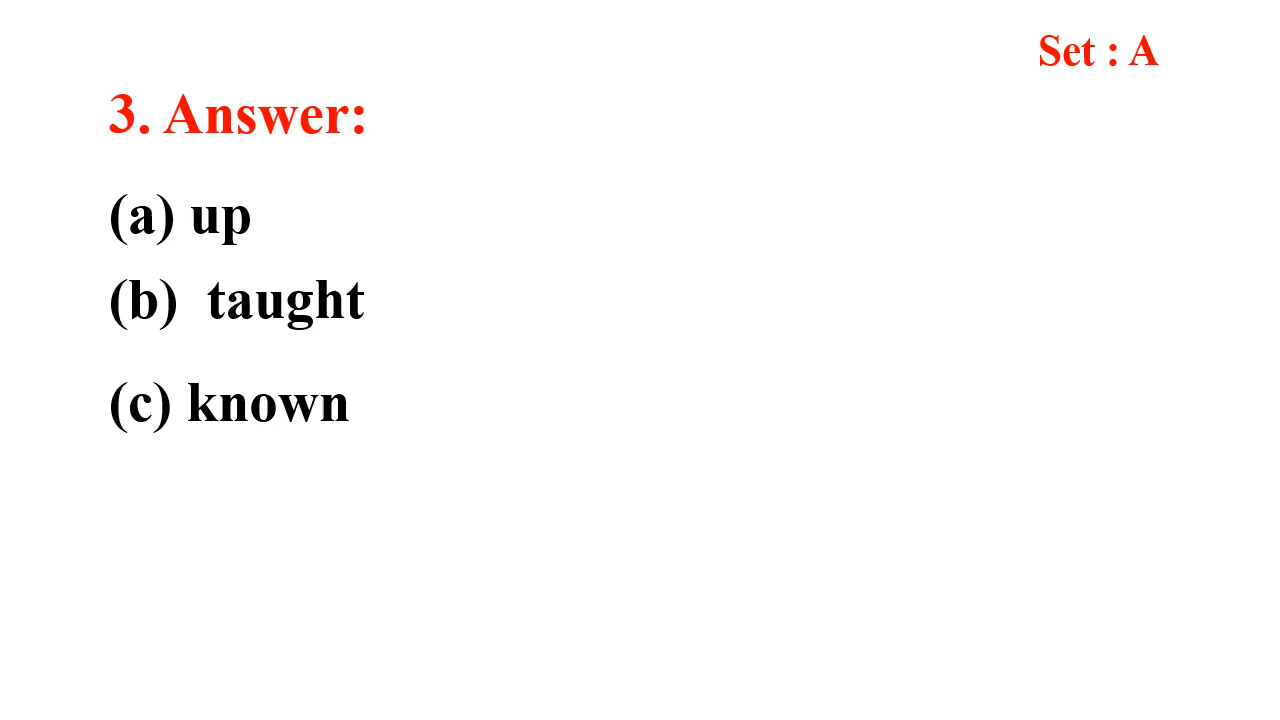 Set : A
3. Answer:
(a) up
(b) taught
(c) known